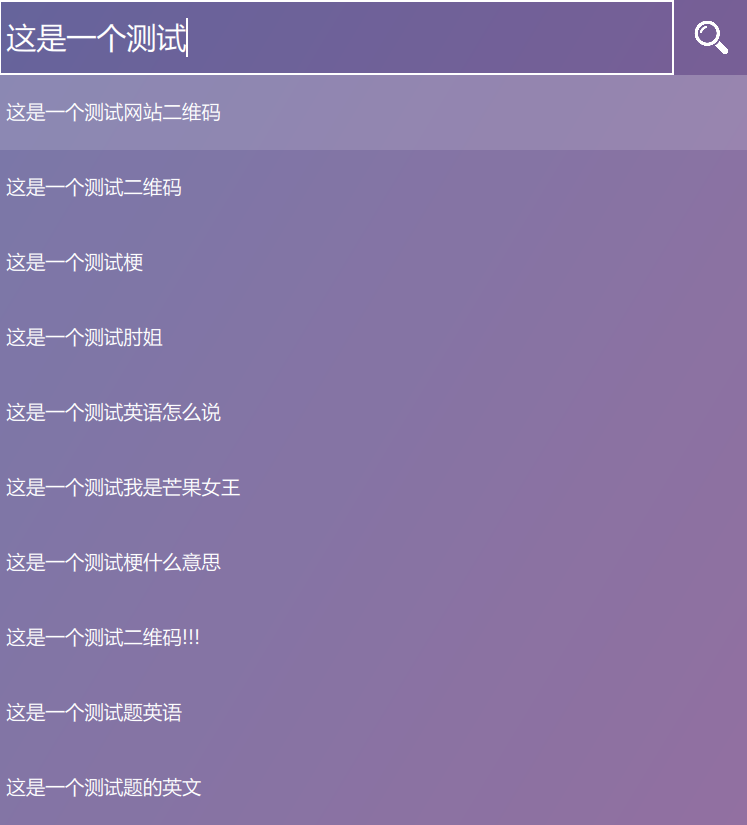 这是一个测试
这是一个测试网站二维码
这是一个测试二维码
这是一个测试梗
这是一个测试肘姐
这是一个测试英语怎么说
这是一个测试我是芒果女王
这是一个测试梗什么意思
这是一个测试二维码!!!
这是一个测试题英语
这是一个测试题的英文